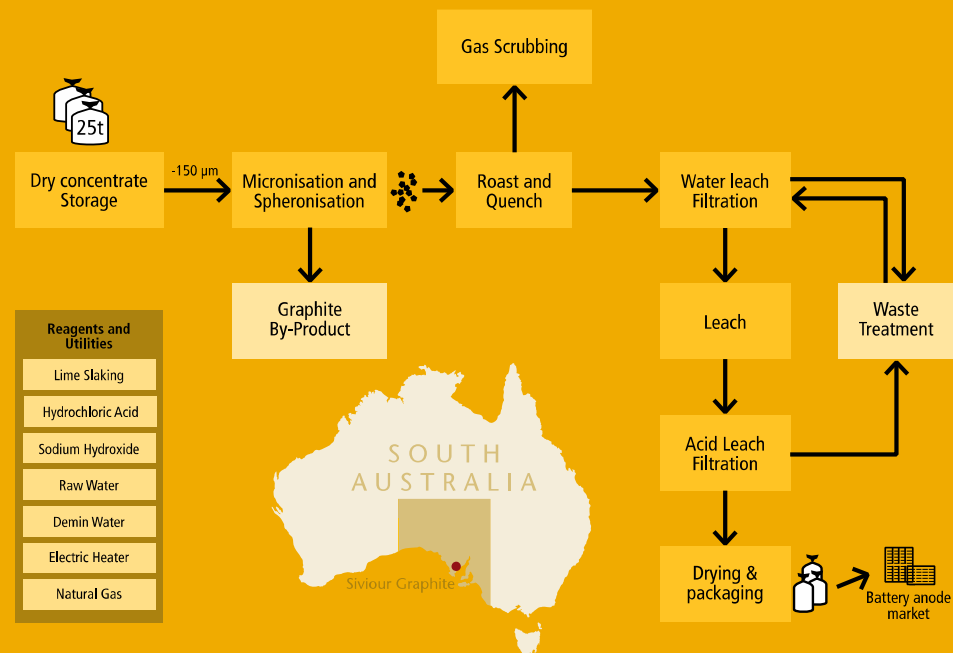 Gas Scrubbing
25t
Dry concentrate
Storage
-150 µm
Micronisation and
Spheronisation
Roast and
Quench
Water leach
Filtration
Graphite
By-Product
Leach
Waste
Treatment
Reagents and
Utilities
Lime Slaking
Hydrochloric Acid
Sodium Hydroxide
Raw Water
Demin Water
Electric Heater
Natural Gas
SOUTH
AUSTRALIA
Siviour Graphite
Acid Leach
Filtration
Drying &
packaging
Battery anode
market